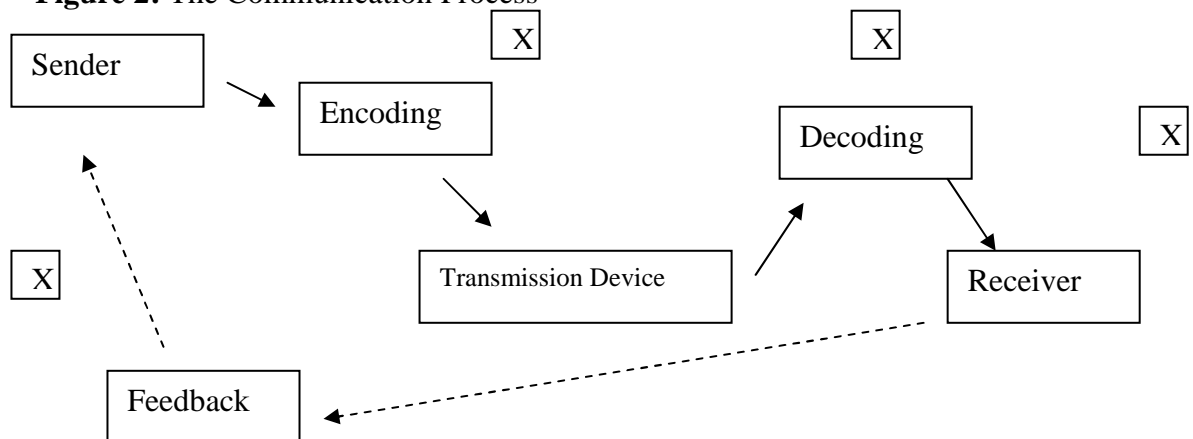 Figure 2: The Communication Process
X
X
Sender
Encoding
Decoding
X
X
Transmission Device
Receiver
Feedback